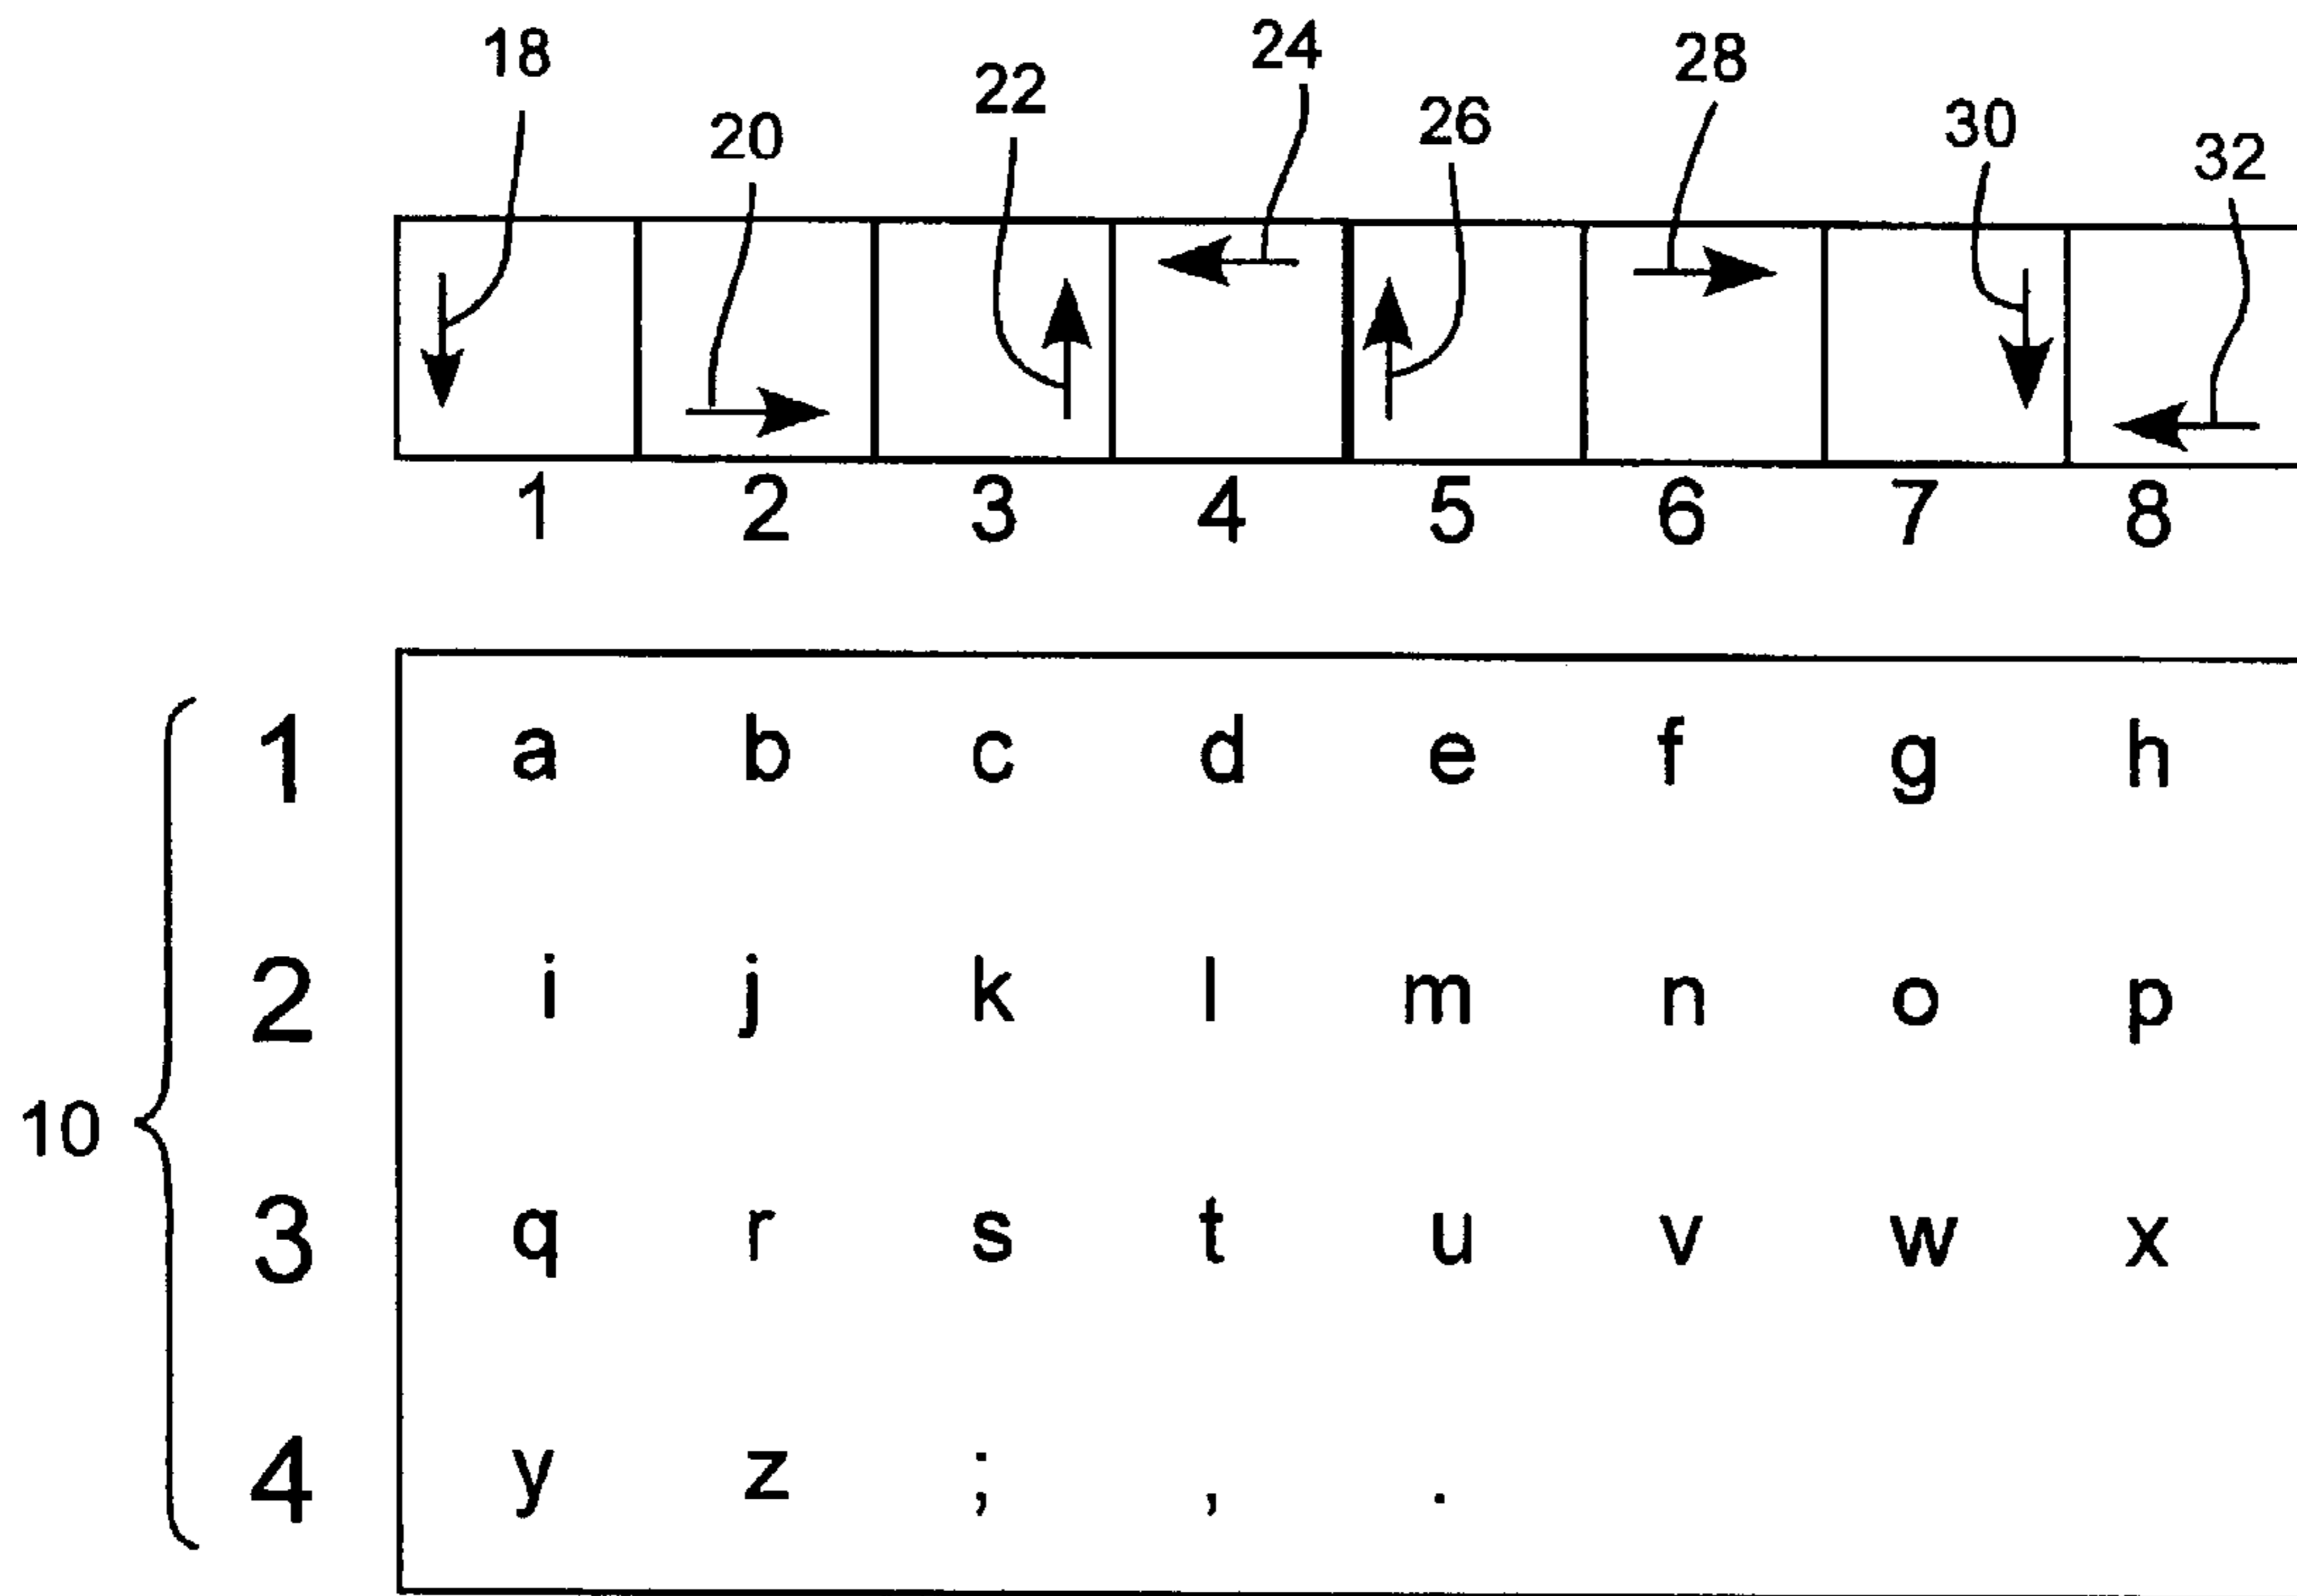 18 20 22 24 26 28 30 32
1 2 3 4 5 6 7 8
1 a b c d e f g h
2 i j k l m n o p
10
3 q r s t u v w x
4 y z ; , .